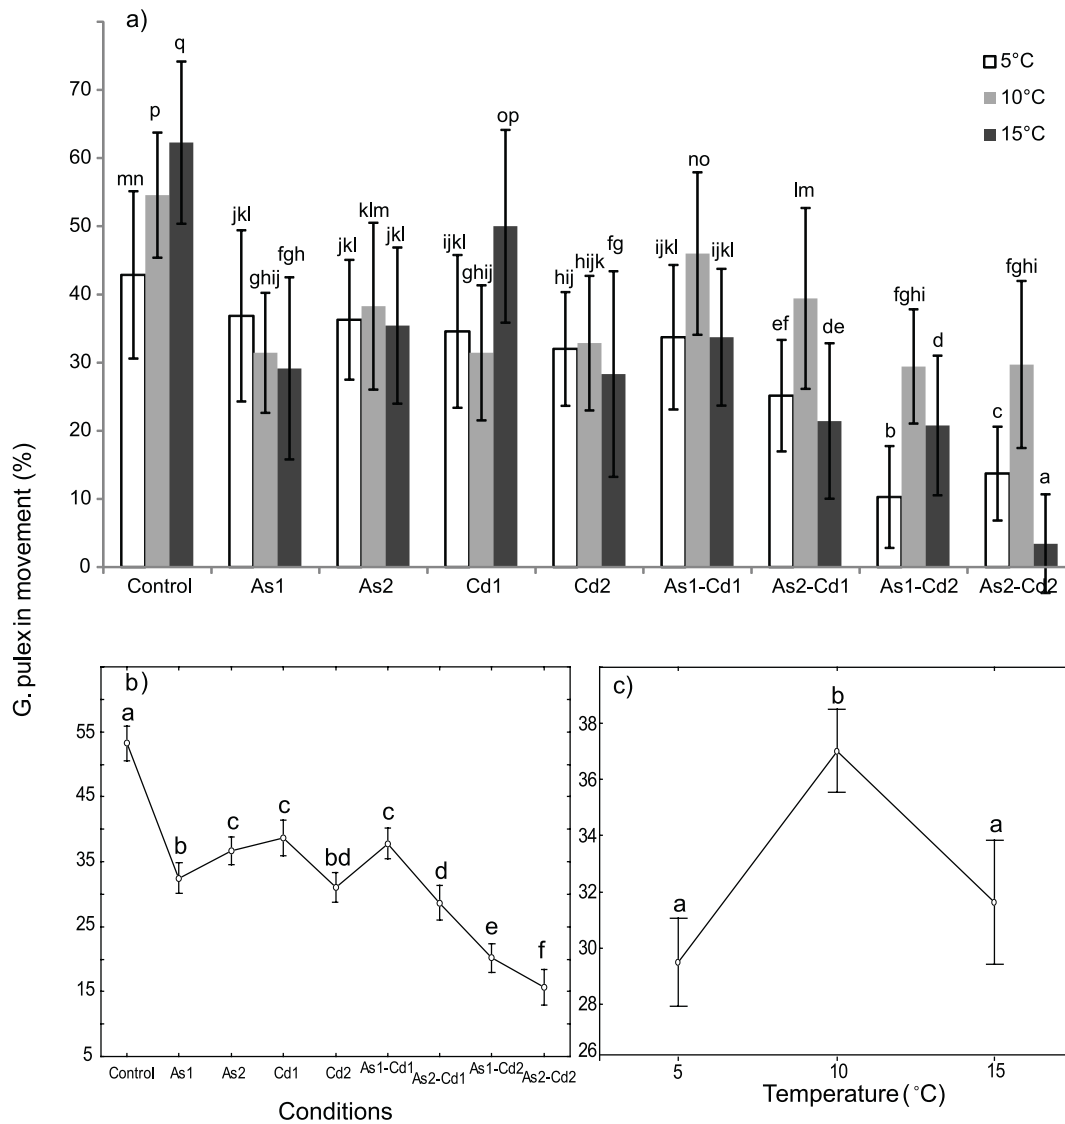 a)
5°C
10°C
15°C
70
60
50
40
30
20
10
0
G. pulex in movement (%)
mn p q
jkl ghij fgh
jkl klm jkl
ijkl ghij op
hij hijk fg
ijkl no ijkl
ef lm de
b fghi d
c fghi a
Control As1 As2 Cd1 Cd2 As1-Cd1 As2-Cd1 As1-Cd2 As2-Cd2
b)
55
45
35
25
15
5
a b c c bd c d e f
Control As1 As2 Cd1 Cd2 As1-Cd1 As2-Cd1 As1-Cd2 As2-Cd2
Conditions
c)
38
36
34
32
30
28
26
a b a
5 10 15
Temperature (°C)